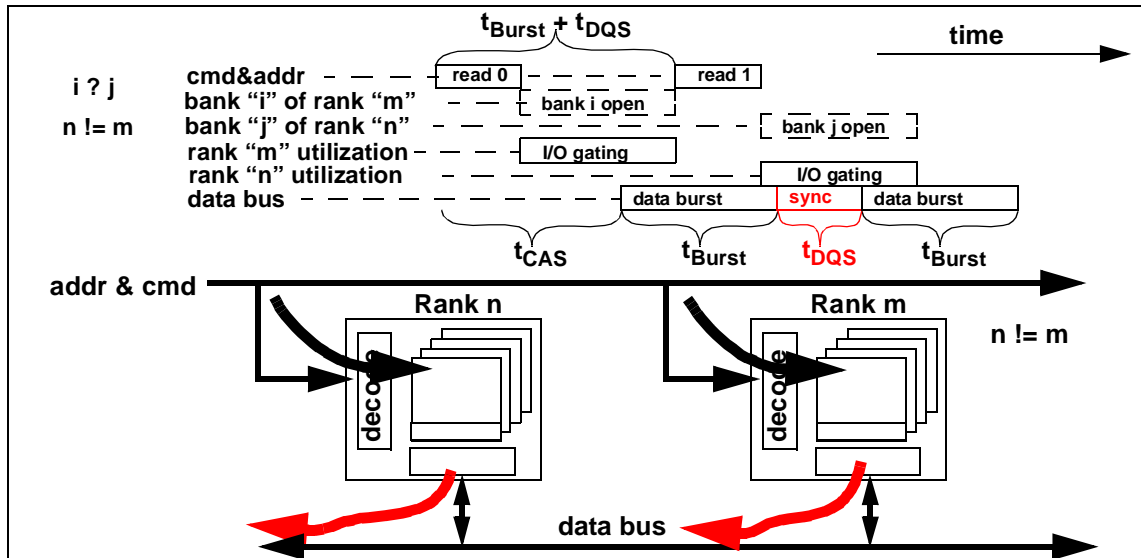 tBurst + tDQS
time
cmd&addr read 0 read 1
i ? j
bank “i” of rank “m” bank i open
n != m
bank “j” of rank “n” bank j open
rank “m” utilization I/O gating
rank “n” utilization I/O gating
data bus data burst sync data burst
tCAS tBurst tDQS tBurst
addr & cmd
Rank n Rank m
n != m
decode decode
data bus